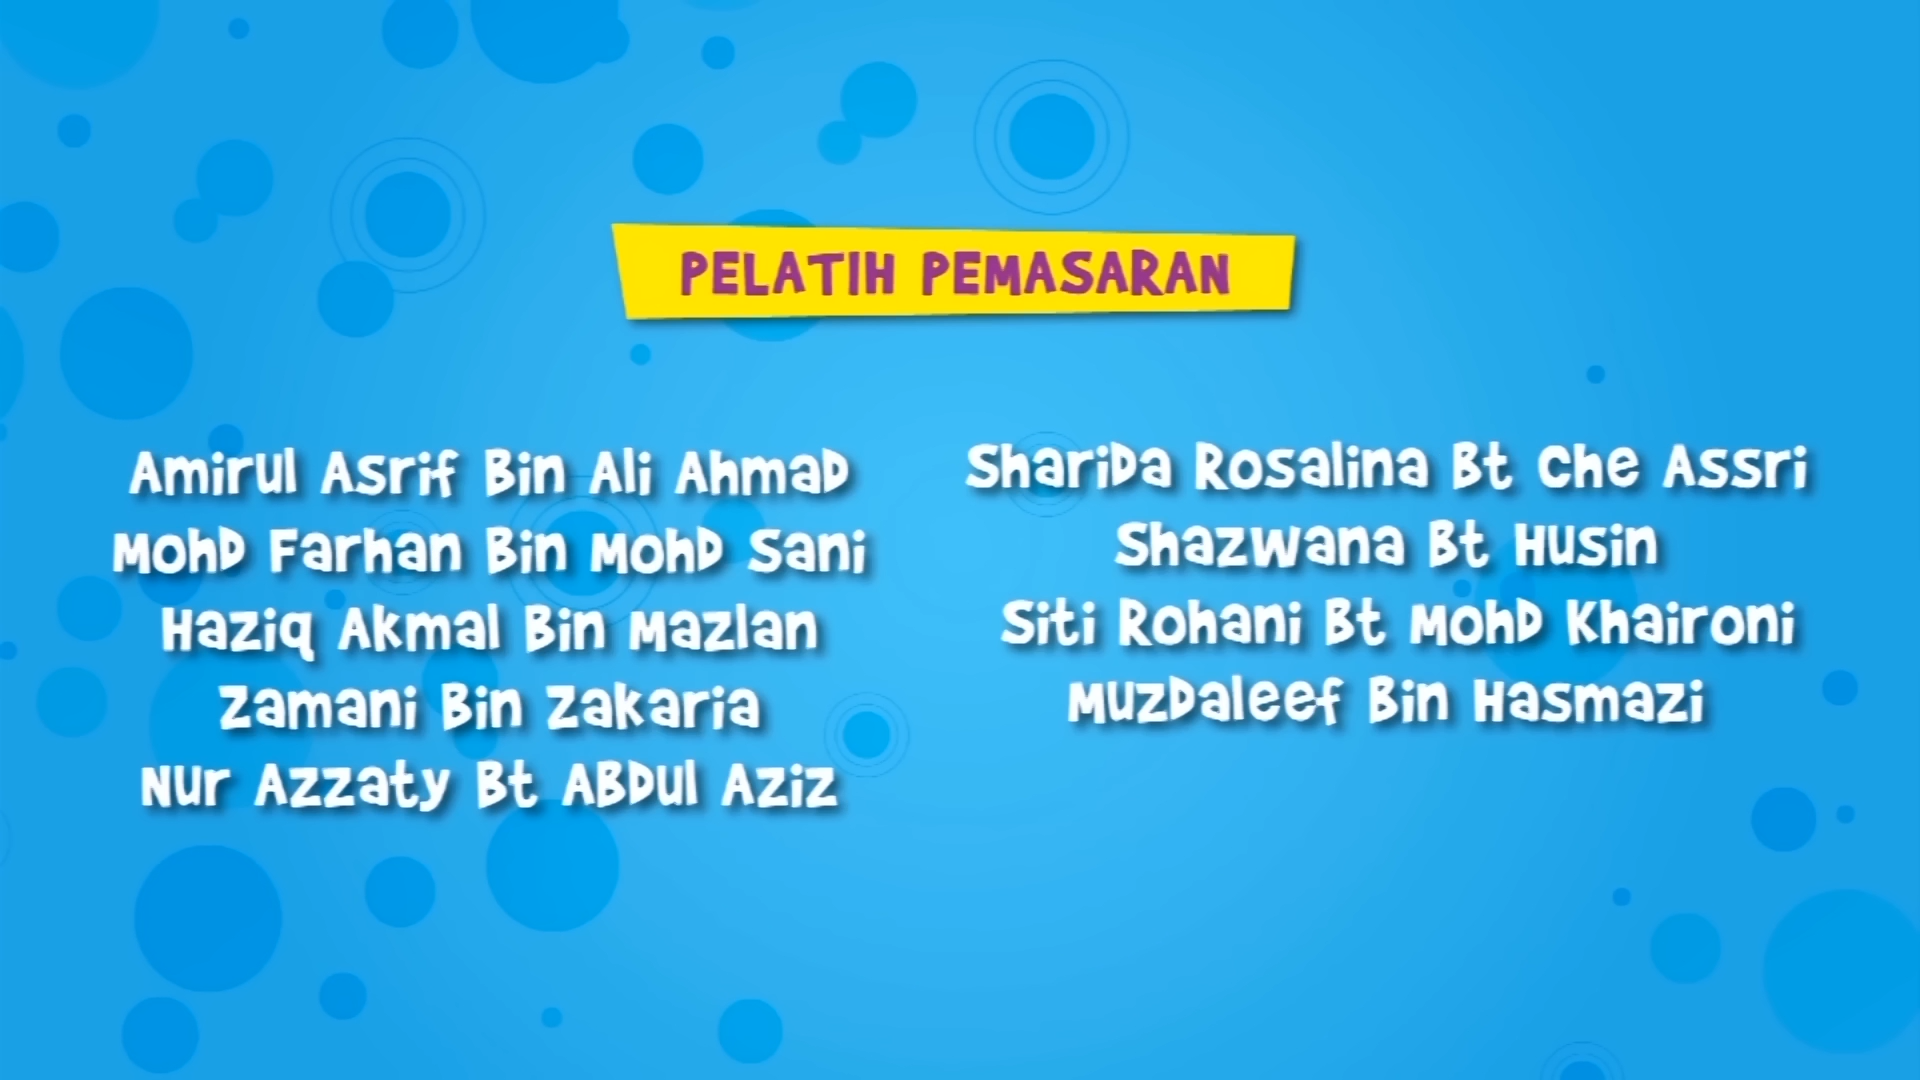 PELATIH PEMASARAN
Amirul Asrif Bin Ali Ahmad
Mohd Farhan Bin Mohd Sani
Haziq Akmal Bin Mazlan
Zamani Bin Zakaria
Nur Azzaty Bt Abdul Aziz
Sharida Rosalina Bt Che Assri
Shazwana Bt Husin
Siti Rohani Bt Mohd Khaironi
Muzdaleef Bin Hasmazi